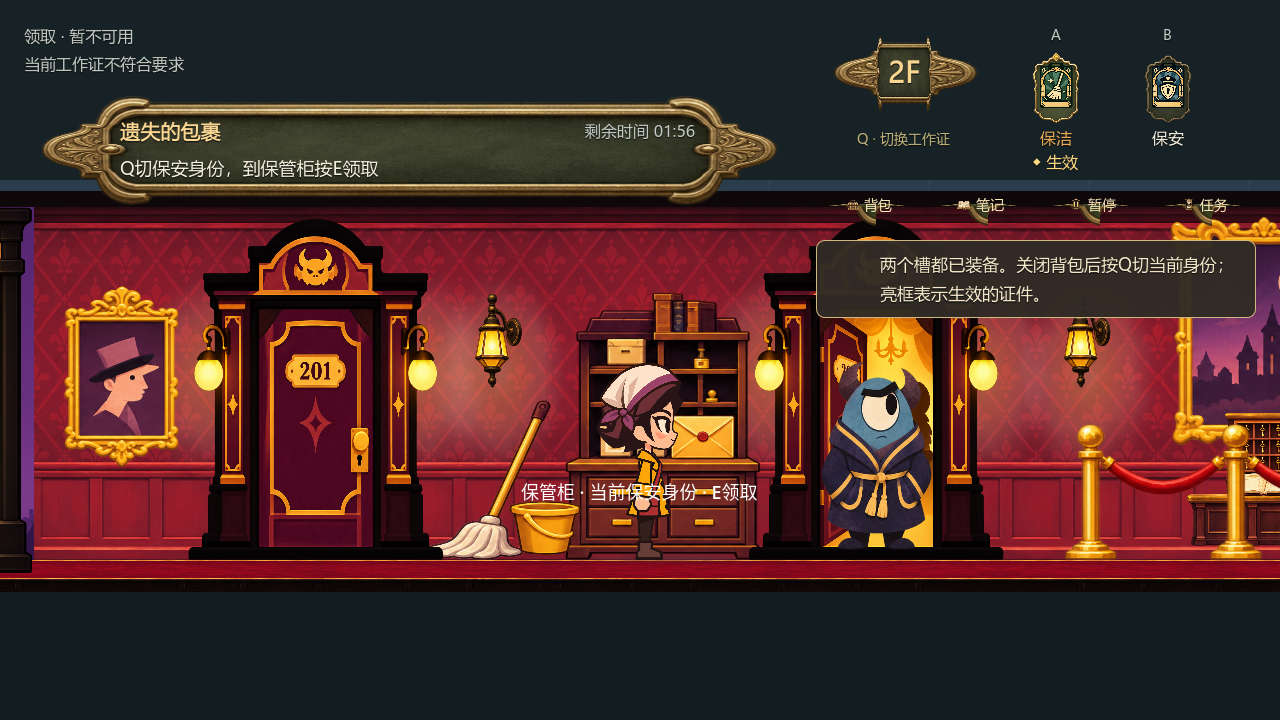 领取 · 暂不可用
当前工作证不符合要求
2F
Q · 切换工作证
A
保洁
◆ 生效
B
保安
遗失的包裹
剩余时间 01:56
Q切保安身份，到保管柜按E领取
背包
笔记
暂停
任务
两个槽都已装备。关闭背包后按Q切当前身份；
亮框表示生效的证件。
201
保管柜 · 当前保安身份 · E领取